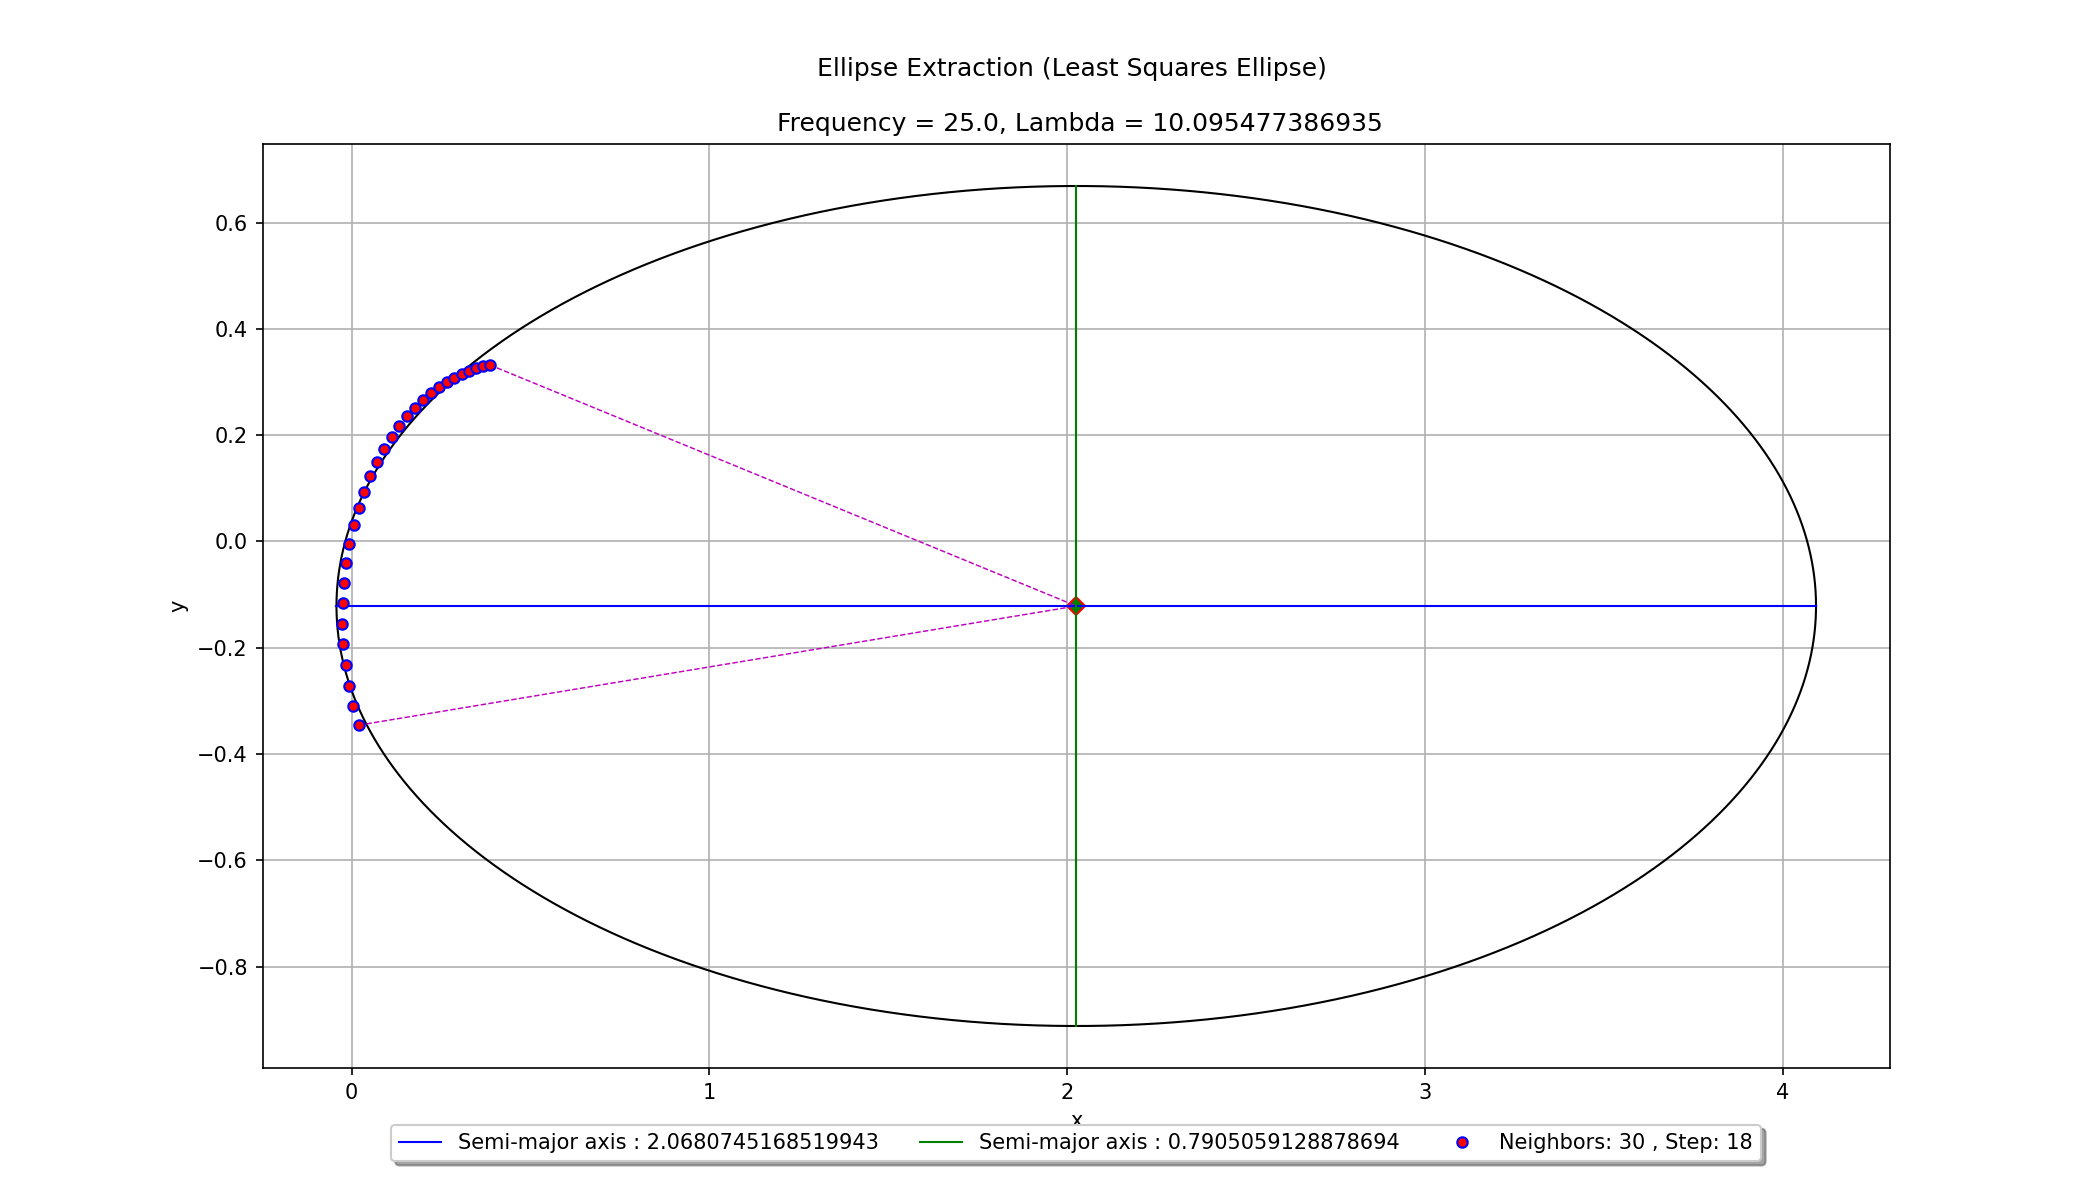 Ellipse Extraction (Least Squares Ellipse)
Frequency = 25.0, Lambda = 10.095477386935
0.6
0.4
0.2
0.0
−0.2
−0.4
−0.6
−0.8
y
0 1 2 3 4
x
Semi-major axis : 2.0680745168519943 Semi-major axis : 0.7905059128878694 Neighbors: 30 , Step: 18